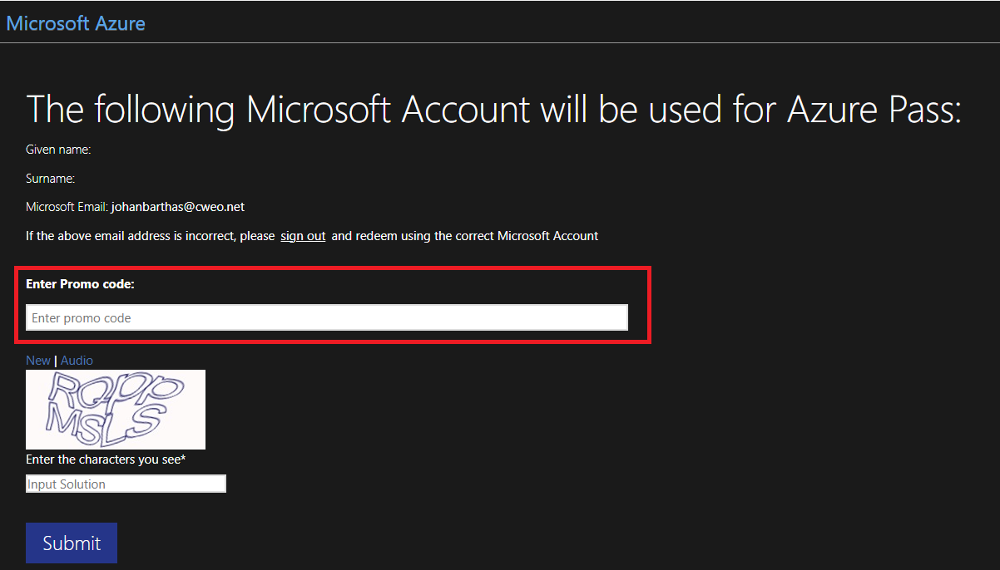 Microsoft Azure
The following Microsoft Account will be used for Azure Pass:
Given name:
Surname:
Microsoft Email: johanbarthas@cweo.net
If the above email address is incorrect, please sign out and redeem using the correct Microsoft Account
Enter Promo code:
Enter promo code
New | Audio
Enter the characters you see*
Input Solution
Submit